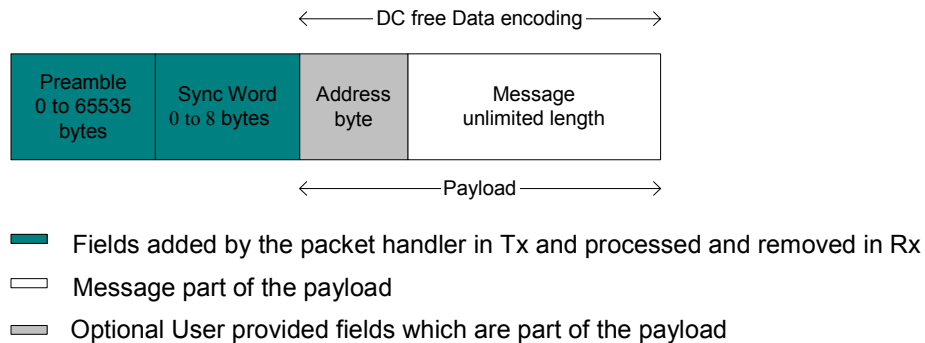 DC free Data encoding
Preamble
0 to 65535
bytes
Sync Word
0 to 8 bytes
Address
byte
Message
unlimited length
Payload
Fields added by the packet handler in Tx and processed and removed in Rx
Message part of the payload
Optional User provided fields which are part of the payload